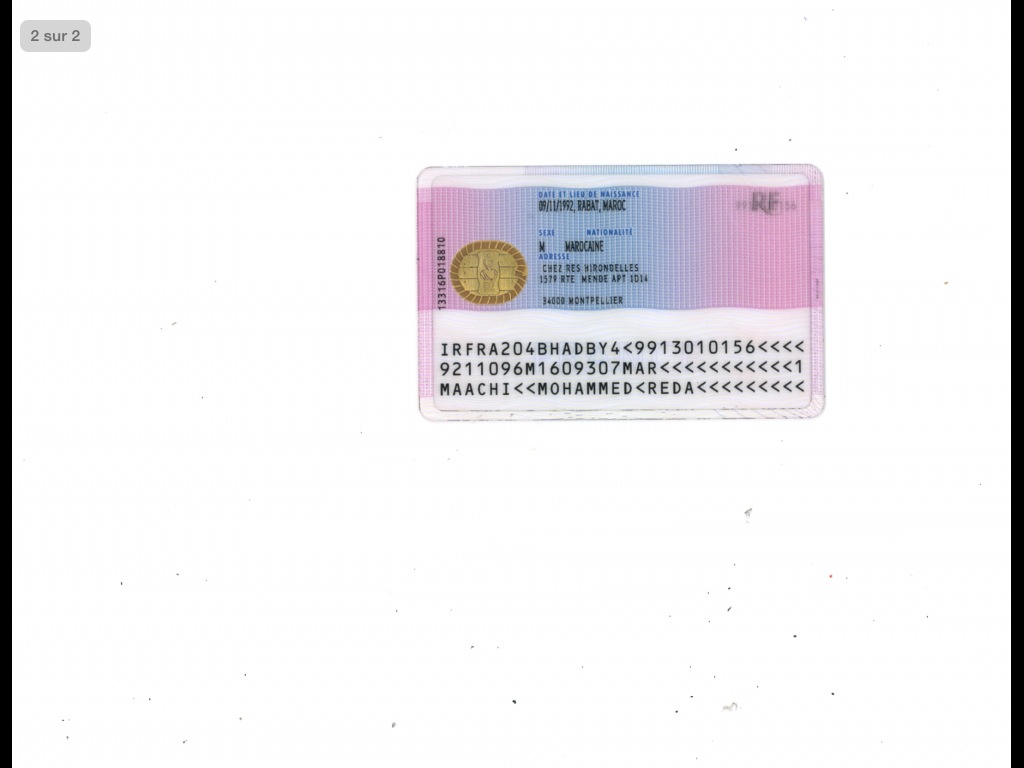 2 sur 2
DATE ET LIEU DE NAISSANCE
09/11/1992, RABAT, MAROC
RF
SEXE NATIONALITÉ
M MAROCAINE
ADRESSE
CHEZ RES HIRONDELLES
1579 RTE MENDE APT 1D14
34000 MONTPELLIER
13316P018810
IRFRA204BHADBY4<9913010156<<<<
9211096M1609307MAR<<<<<<<<<<<1
MAACHI<<MOHAMMED<REDA<<<<<<<<<